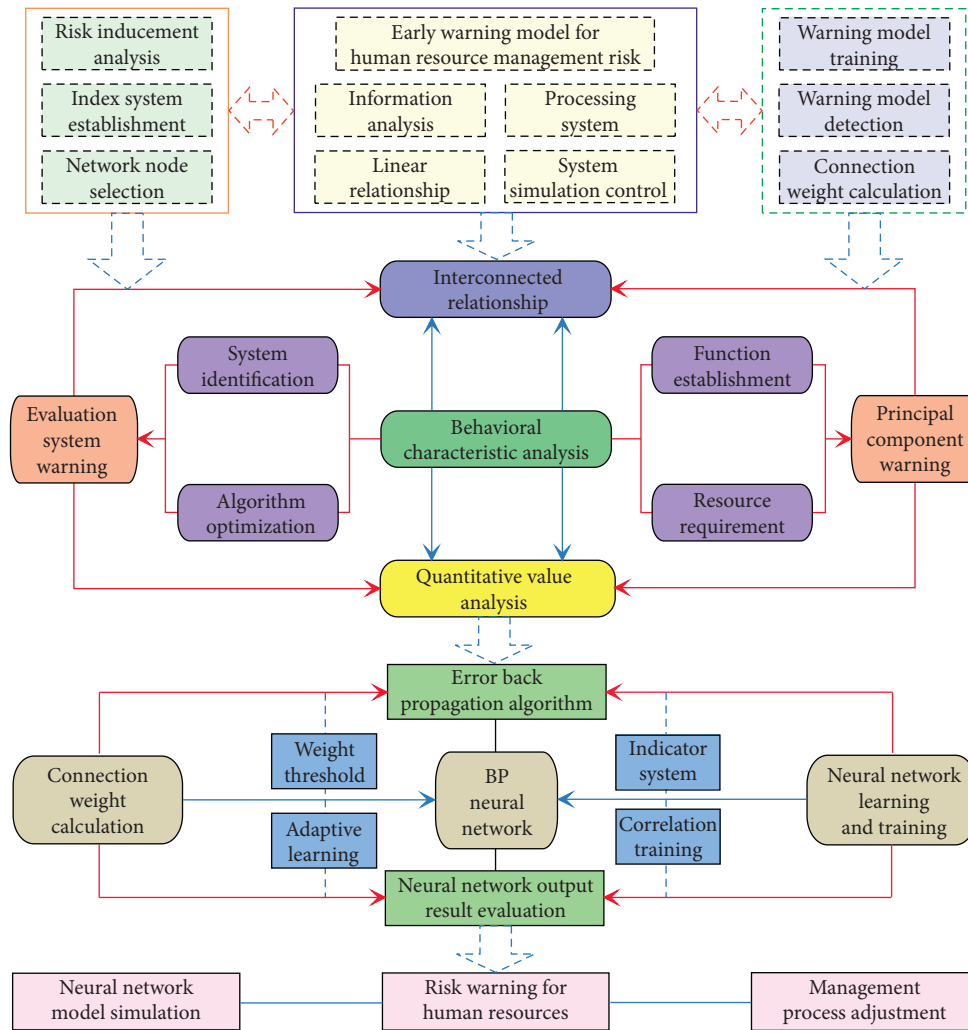 Risk inducement
analysis
Index system
establishment
Network node
selection
Early warning model for
human resource management risk
Information
analysis
Processing
system
Linear
relationship
System
simulation control
Warning model
training
Warning model
detection
Connection
weight calculation
Interconnected
relationship
System
identification
Function
establishment
Evaluation
system
warning
Behavioral
characteristic analysis
Principal
component
warning
Algorithm
optimization
Resource
requirement
Quantitative value
analysis
Error back
propagation algorithm
Weight
threshold
Indicator
system
Connection
weight
calculation
BP
neural
network
Neural network
learning
and training
Adaptive
learning
Correlation
training
Neural network output
result evaluation
Neural network
model simulation
Risk warning for
human resources
Management
process adjustment